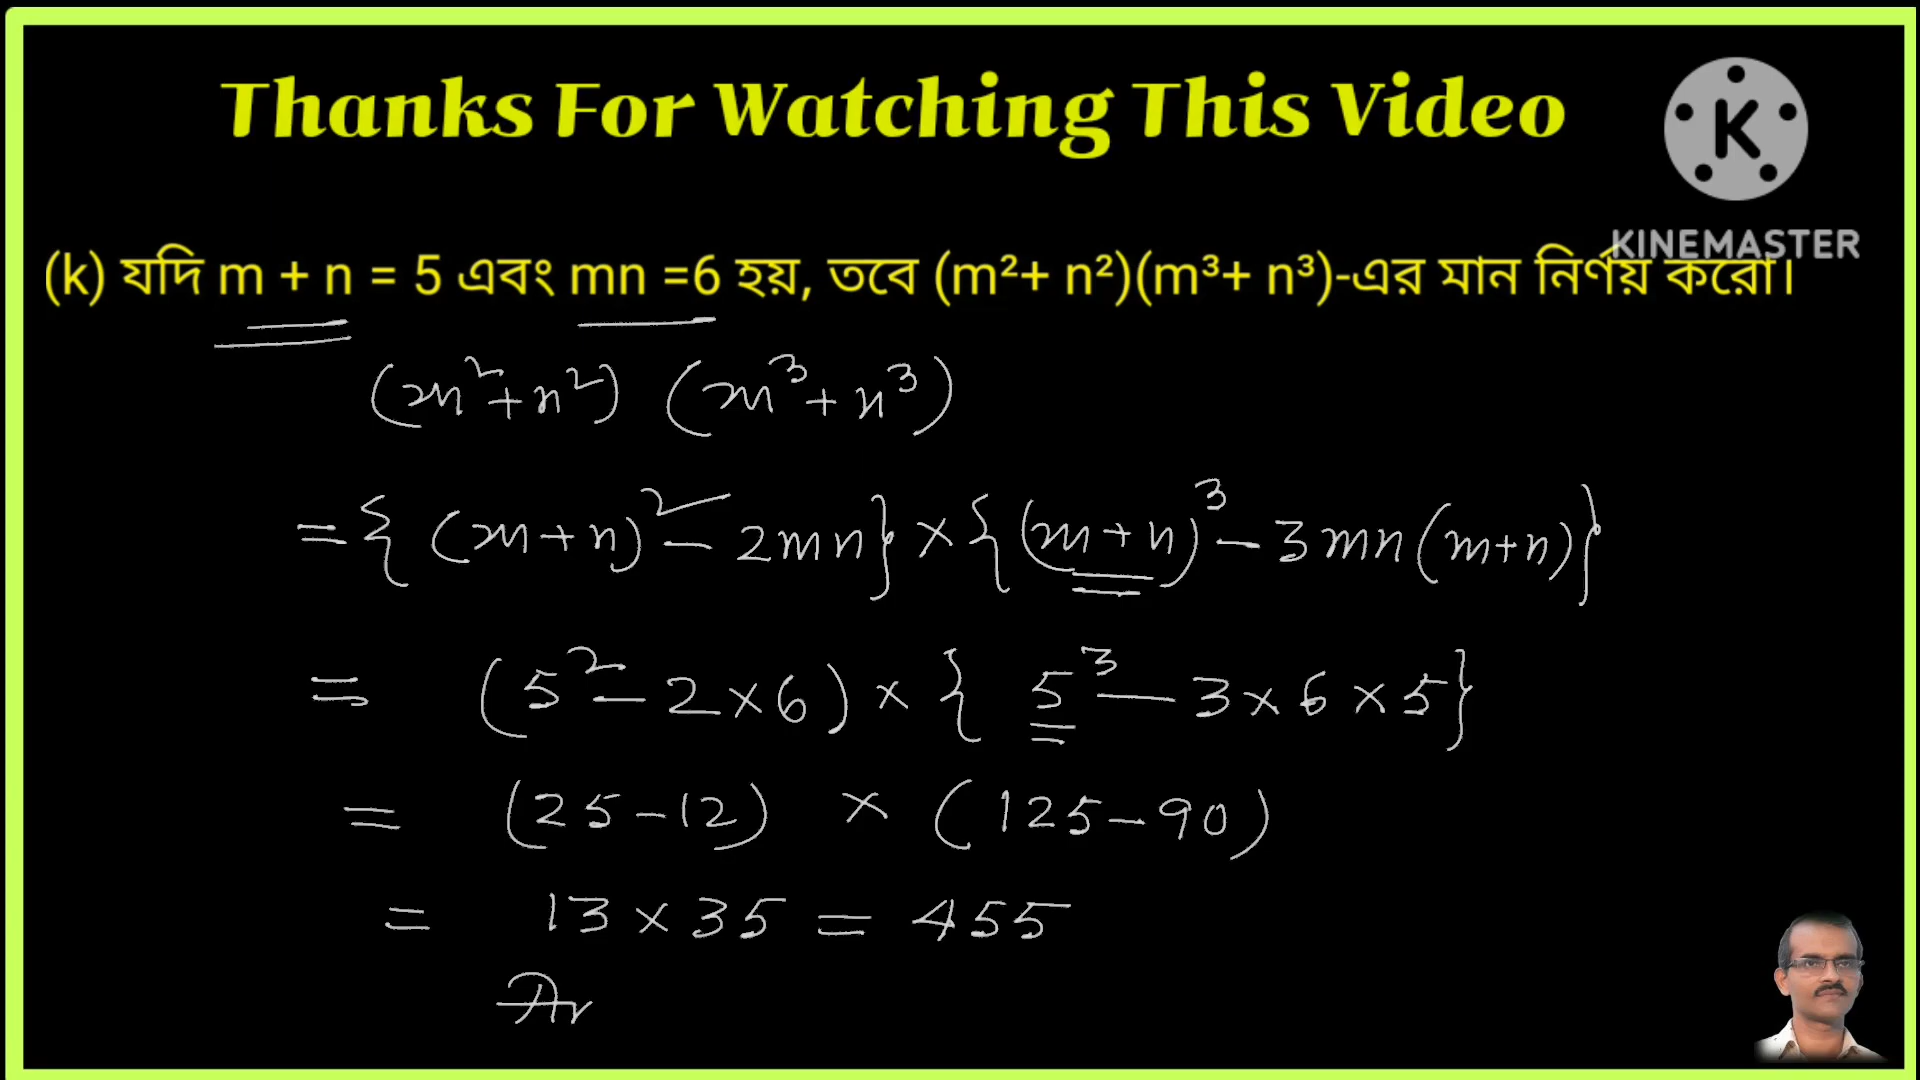 Thanks For Watching This Video
K
KINEMASTER
(k) যদি m + n = 5 এবং mn =6 হয়, তবে (m²+ n²)(m³+ n³)-এর মান নির্ণয় করো।
(m²+n²) (m³+n³)
={ (m+n)² - 2mn} × {(m+n)³ - 3mn(m+n)}
= (5² - 2×6) × { 5³ - 3×6×5}
= (25-12) × (125-90)
= 13 × 35 = 455